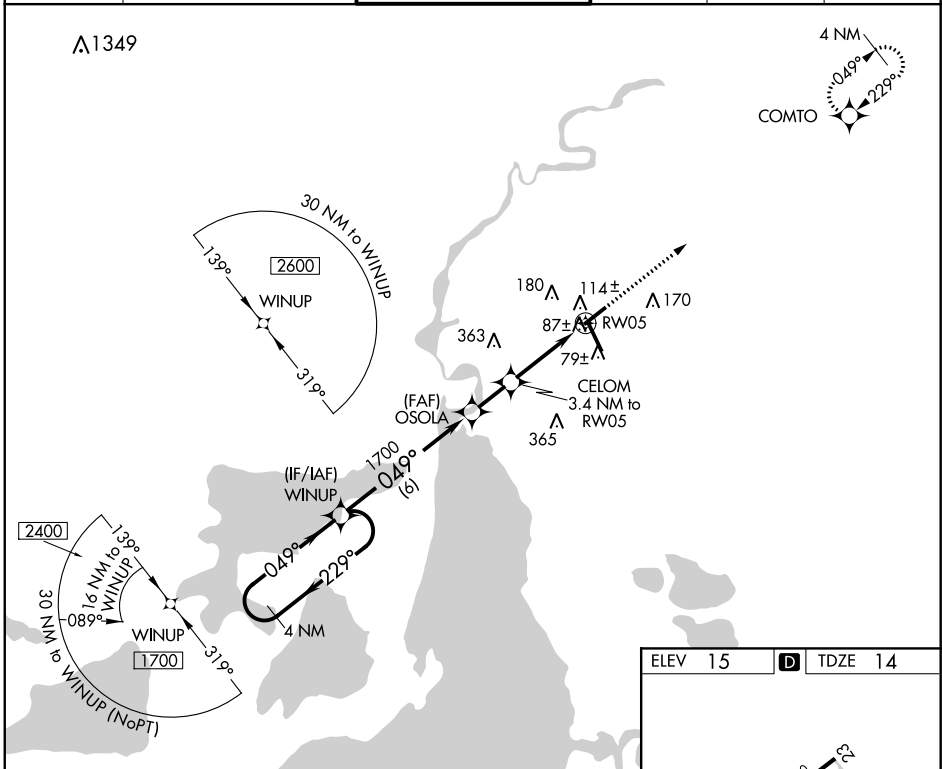 1349
4 NM
049°
229°
COMTO
30 NM to WINUP
139°
2600
WINUP
319°
180
114±
170
87±
RW05
363
79±
(FAF)
OSOLA
CELOM
3.4 NM to
RW05
365
1700
049°
(6)
(IF/IAF)
WINUP
049°
229°
4 NM
2400
139°
16 NM to
WINUP
089°
30 NM to WINUP (NoPT)
WINUP
1700
319°
ELEV 15 D TDZE 14
23